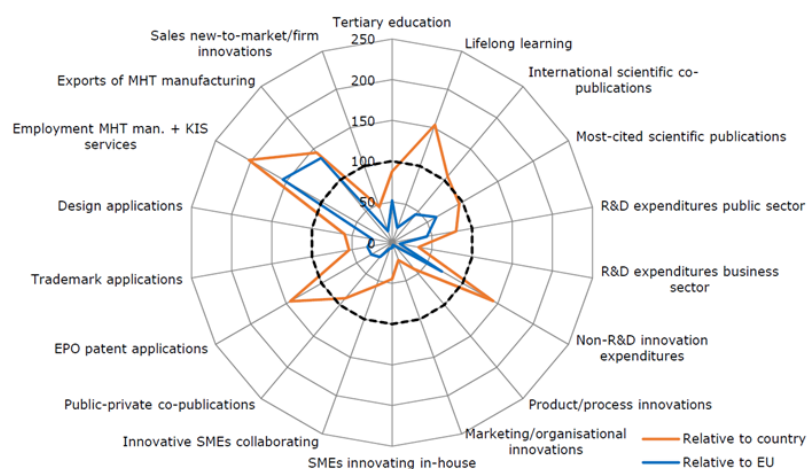 Tertiary education
Lifelong learning
International scientific co-
publications
Most-cited scientific publications
R&D expenditures public sector
R&D expenditures business
sector
Non-R&D innovation
expenditures
Product/process innovations
Marketing/organisational
innovations
SMEs innovating in-house
Innovative SMEs collaborating
Public-private co-publications
EPO patent applications
Trademark applications
Design applications
Employment MHT man. + KIS
services
Exports of MHT manufacturing
Sales new-to-market/firm
innovations
250
200
150
100
50
0
Relative to country
Relative to EU